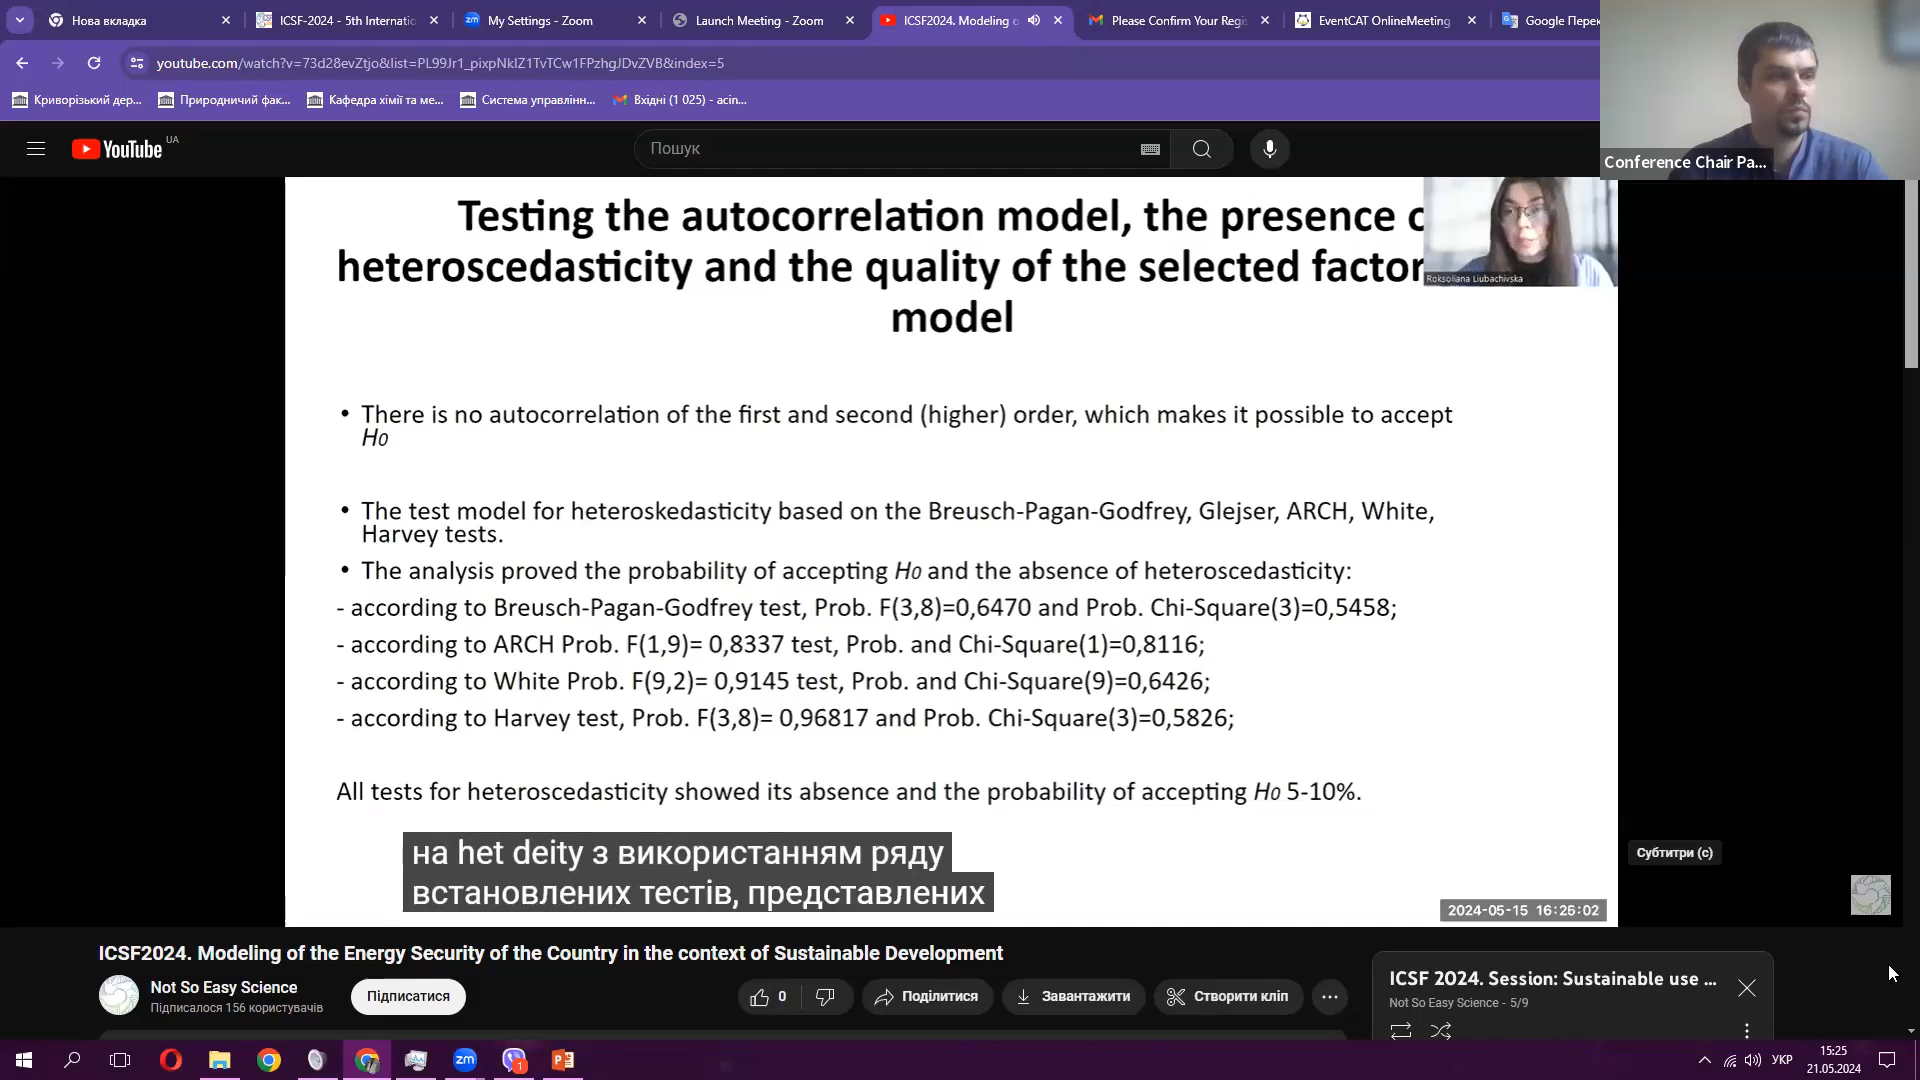 Нова вкладка
ICSF-2024 - 5th Internatio
My Settings - Zoom
Launch Meeting - Zoom
ICSF2024. Modeling o
Please Confirm Your Regi
EventCAT OnlineMeeting
Google Перек
youtube.com/watch?v=73d28evZtjo&list=PL99Jr1_pixpNklZ1TvTCw1FPzhgJDvZVB&index=5
Криворізький дер...
Природничий фак...
Кафедра хімії та ме...
Система управлінн...
Вхідні (1 025) - acin...
Conference Chair Pa...
YouTube UA
Пошук
Testing the autocorrelation model, the presence o
heteroscedasticity and the quality of the selected factor
model
Roksoliana Liubachivska
• There is no autocorrelation of the first and second (higher) order, which makes it possible to accept
H0
• The test model for heteroskedasticity based on the Breusch-Pagan-Godfrey, Glejser, ARCH, White,
Harvey tests.
• The analysis proved the probability of accepting H0 and the absence of heteroscedasticity:
- according to Breusch-Pagan-Godfrey test, Prob. F(3,8)=0,6470 and Prob. Chi-Square(3)=0,5458;
- according to ARCH Prob. F(1,9)= 0,8337 test, Prob. and Chi-Square(1)=0,8116;
- according to White Prob. F(9,2)= 0,9145 test, Prob. and Chi-Square(9)=0,6426;
- according to Harvey test, Prob. F(3,8)= 0,96817 and Prob. Chi-Square(3)=0,5826;
All tests for heteroscedasticity showed its absence and the probability of accepting H0 5-10%.
на het deity з використанням ряду
встановлених тестів, представлених
Субтитри (c)
2024-05-15 16:26:02
ICSF2024. Modeling of the Energy Security of the Country in the context of Sustainable Development
Not So Easy Science
Підписалося 156 користувачів
Підписатися
0
Поділитися
Завантажити
Створити кліп
ICSF 2024. Session: Sustainable use ...
Not So Easy Science - 5/9
zm
1
УКР
15:25
21.05.2024